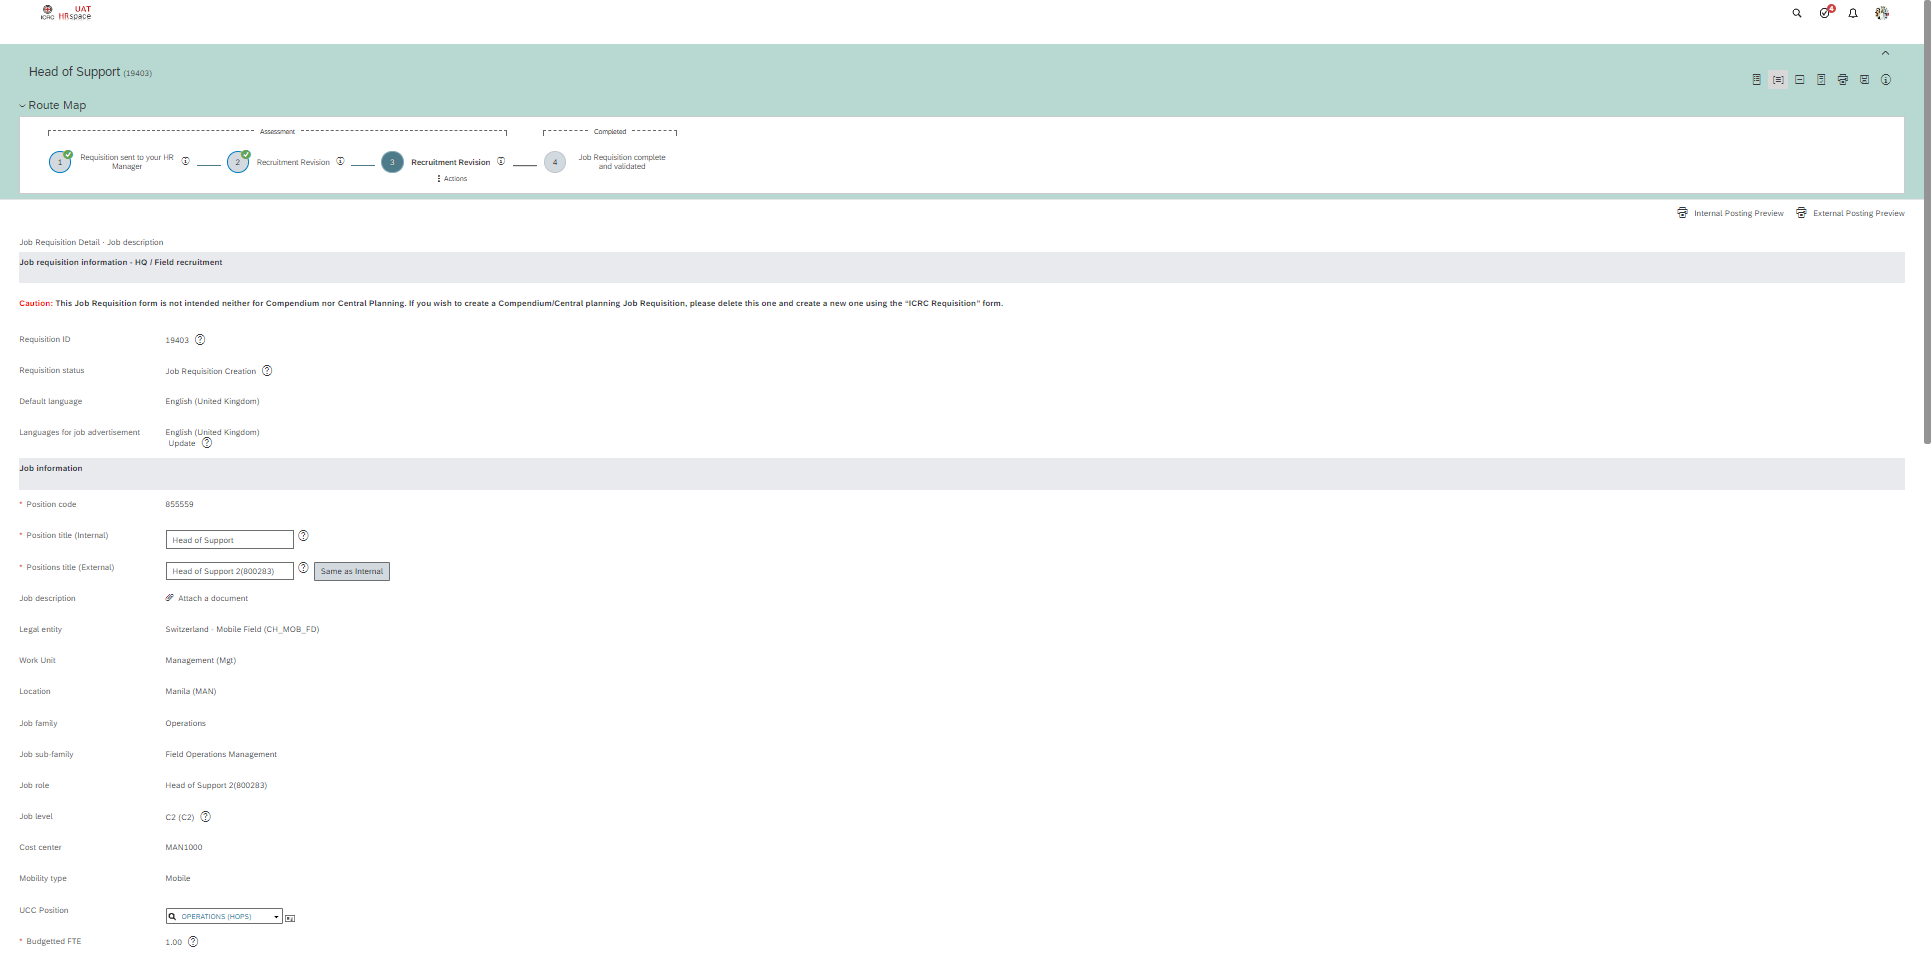 ICRC
UAT
HRspace
4
Head of Support (19403)
Route Map
Assessment
Completed
1
Requisition sent to your HR
Manager
2
Recruitment Revision
3
Recruitment Revision
Actions
4
Job Requisition complete
and validated
Internal Posting Preview
External Posting Preview
Job Requisition Detail - Job description
Job requisition information - HQ / Field recruitment
Caution: This Job Requisition form is not intended neither for Compendium nor Central Planning. If you wish to create a Compendium/Central planning Job Requisition, please delete this one and create a new one using the "ICRC Requisition" form.
Requisition ID
19403
Requisition status
Job Requisition Creation
Default language
English (United Kingdom)
Languages for job advertisement
English (United Kingdom)
Update
Job information
* Position code
855559
* Position title (Internal)
Head of Support
* Positions title (External)
Head of Support 2(800283)
Same as Internal
Job description
Attach a document
Legal entity
Switzerland - Mobile Field (CH_MOB_FD)
Work Unit
Management (Mgt)
Location
Manila (MAN)
Job family
Operations
Job sub-family
Field Operations Management
Job role
Head of Support 2(800283)
Job level
C2 (C2)
Cost center
MAN1000
Mobility type
Mobile
UCC Position
OPERATIONS (HOPS)
* Budgetted FTE
1.00